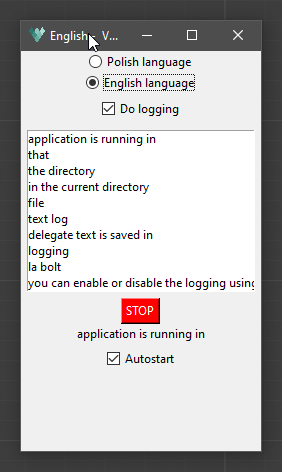 English - V...
Polish language
English language
Do logging
application is running in
that
the directory
in the current directory
file
text log
delegate text is saved in
logging
la bolt
you can enable or disable the logging using
STOP
application is running in
Autostart